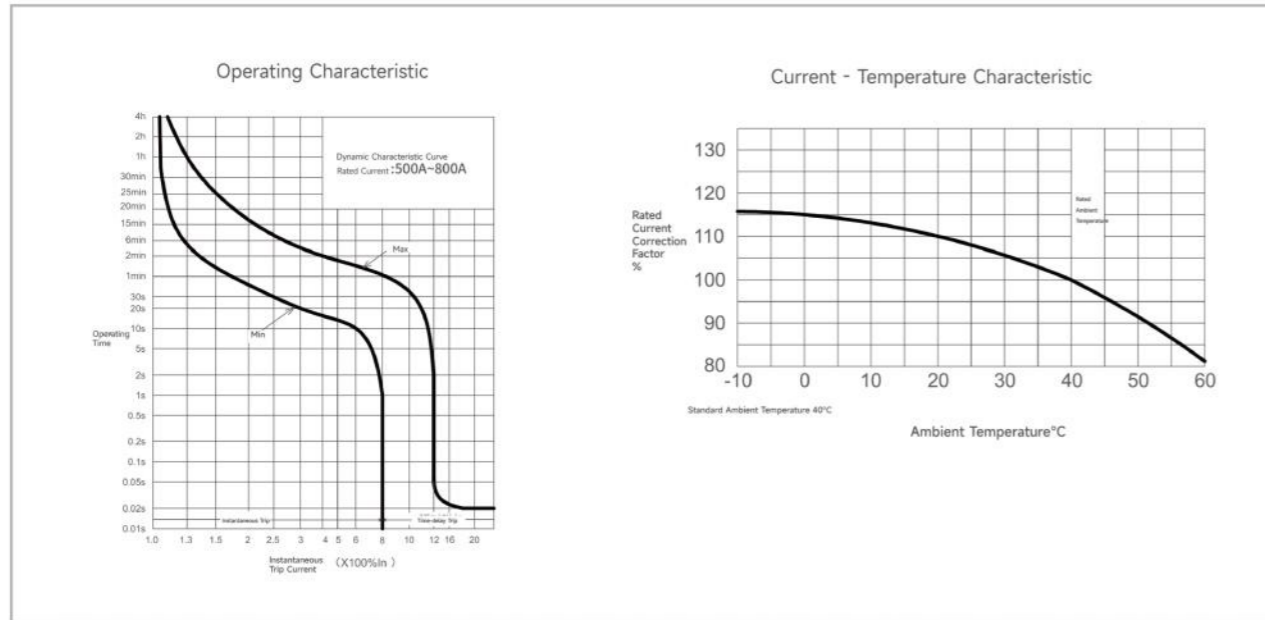 Operating Characteristic
4h
2h
1h
30min
25min
20min
15min
6min
2min
1min
30s
20s
10s
5s
2s
1s
0.5s
0.2s
0.1s
0.05s
0.02s
0.01s
Operating
Time
Dynamic Characteristic Curve
Rated Current :500A~800A
Max
Min
Instantaneous Trip
Time-delay Trip
1.0 1.3 1.5 2 2.5 3 4 5 6 8 10 12 16 20
Instantaneous
Trip Current
(X100%In )
Current - Temperature Characteristic
Rated
Current
Correction
Factor
%
130
120
110
100
90
80
Rated
Ambient
Temperature
-10 0 10 20 30 40 50 60
Standard Ambient Temperature 40°C
Ambient Temperature°C